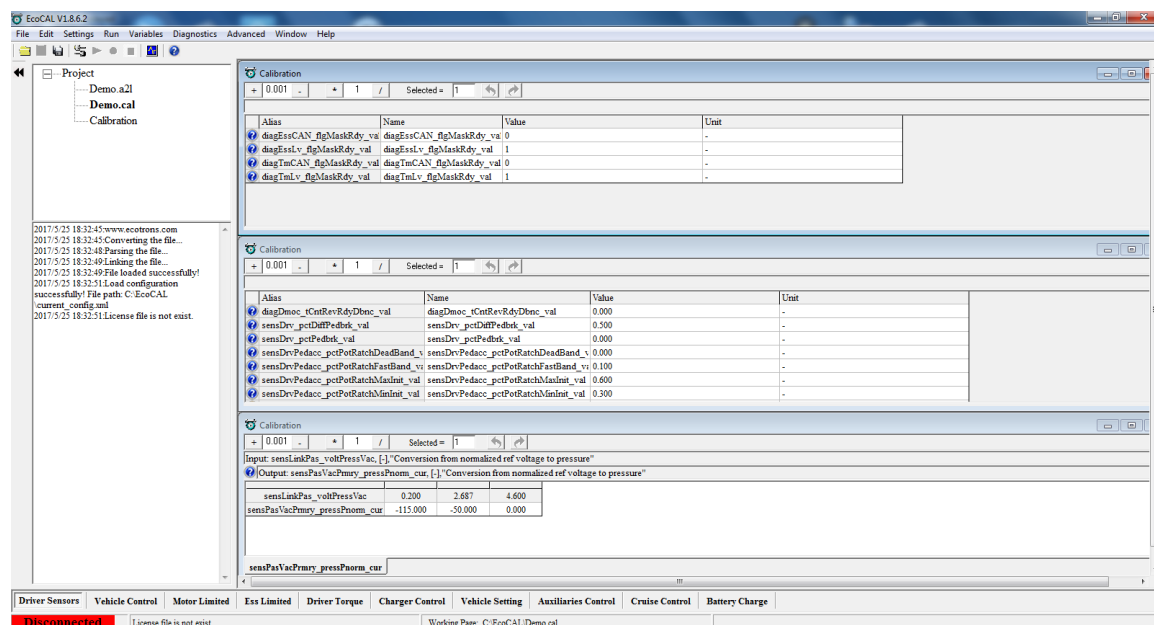 EcoCAL V1.8.6.2
File Edit Settings Run Variables Diagnostics Advanced Window Help
Project
Demo.a2l
Demo.cal
Calibration
2017/5/25 18:32:45:www.ecotrons.com
2017/5/25 18:32:45:Converting the file...
2017/5/25 18:32:48:Parsing the file...
2017/5/25 18:32:49:Linking the file...
2017/5/25 18:32:49:File loaded successfully!
2017/5/25 18:32:51:Load configuration
successfully! File path: C:\EcoCAL
\current_config.xml
2017/5/25 18:32:51:License file is not exist.
Calibration
+ 0.001 - * 1 / Selected = 1
Alias Name Value Unit
diagEssCAN_flgMaskRdy_va diagEssCAN_flgMaskRdy_va 0 -
diagEssLv_flgMaskRdy_val diagEssLv_flgMaskRdy_val 1 -
diagTmCAN_flgMaskRdy_val diagTmCAN_flgMaskRdy_val 0 -
diagTmLv_flgMaskRdy_val diagTmLv_flgMaskRdy_val 1 -
Calibration
+ 0.001 - * 1 / Selected = 1
Alias Name Value Unit
diagDmoc_tCntRevRdyDbnc_val diagDmoc_tCntRevRdyDbnc_val 0.000 -
sensDrv_pctDiffPedbrk_val sensDrv_pctDiffPedbrk_val 0.500 -
sensDrv_pctPedbrk_val sensDrv_pctPedbrk_val 0.000 -
sensDrvPedacc_pctPotRatchDeadBand_v sensDrvPedacc_pctPotRatchDeadBand_v 0.000 -
sensDrvPedacc_pctPotRatchFastBand_va sensDrvPedacc_pctPotRatchFastBand_va 0.100 -
sensDrvPedacc_pctPotRatchMaxInit_val sensDrvPedacc_pctPotRatchMaxInit_val 0.600 -
sensDrvPedacc_pctPotRatchMinInit_val sensDrvPedacc_pctPotRatchMinInit_val 0.300 -
Calibration
+ 0.001 - * 1 / Selected = 1
Input: sensLinkPas_voltPressVac, [-],"Conversion from normalized ref voltage to pressure"
Output: sensPasVacPrmry_pressPnorm_cur, [-],"Conversion from normalized ref voltage to pressure"
sensLinkPas_voltPressVac 0.200 2.687 4.600
sensPasVacPrmry_pressPnorm_cur -115.000 -50.000 0.000
sensPasVacPrmry_pressPnorm_cur
Driver Sensors Vehicle Control Motor Limited Ess Limited Driver Torque Charger Control Vehicle Setting Auxiliaries Control Cruise Control Battery Charge
Disconnected License file is not exist. Working Page: C:\EcoCAL\Demo.cal